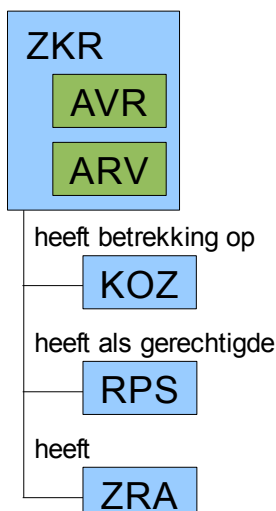 ZKR
AVR
ARV
heeft betrekking op
KOZ
heeft als gerechtigde
RPS
heeft
ZRA